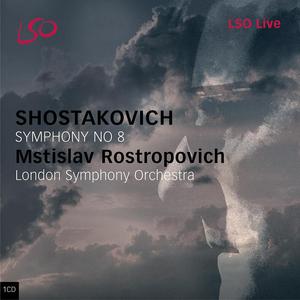 LSO
LSO Live
SHOSTAKOVICH
SYMPHONY NO 8
Mstislav Rostropovich
London Symphony Orchestra
1CD